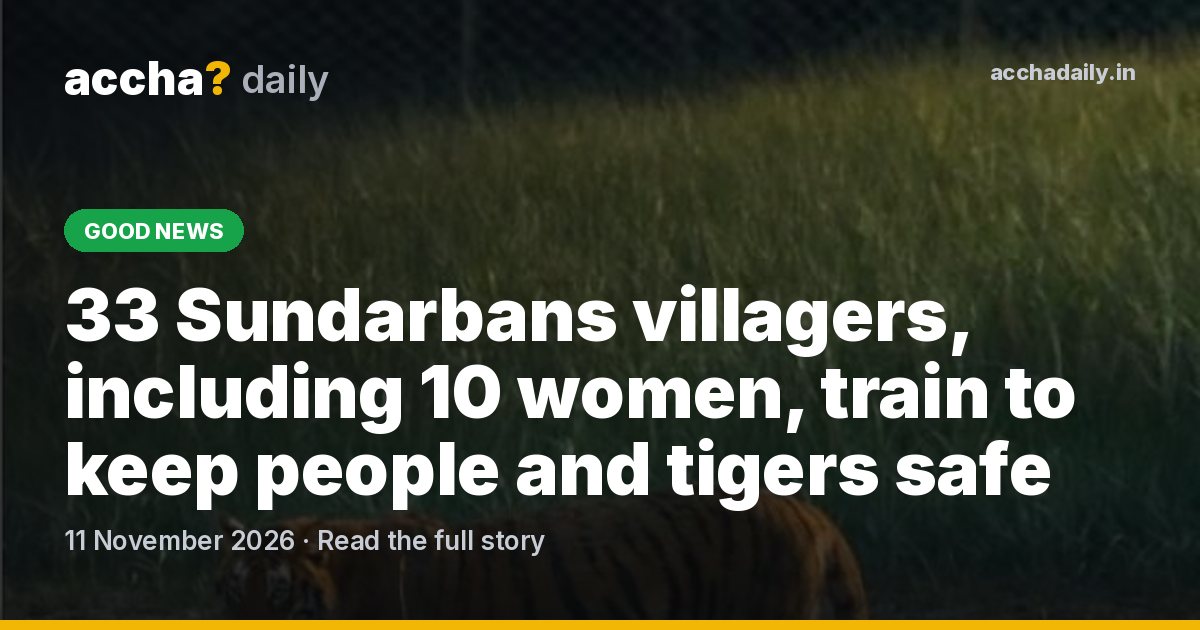 accha? daily
acchadaily.in
GOOD NEWS
33 Sundarbans villagers,
including 10 women, train to
keep people and tigers safe
11 November 2026 · Read the full story